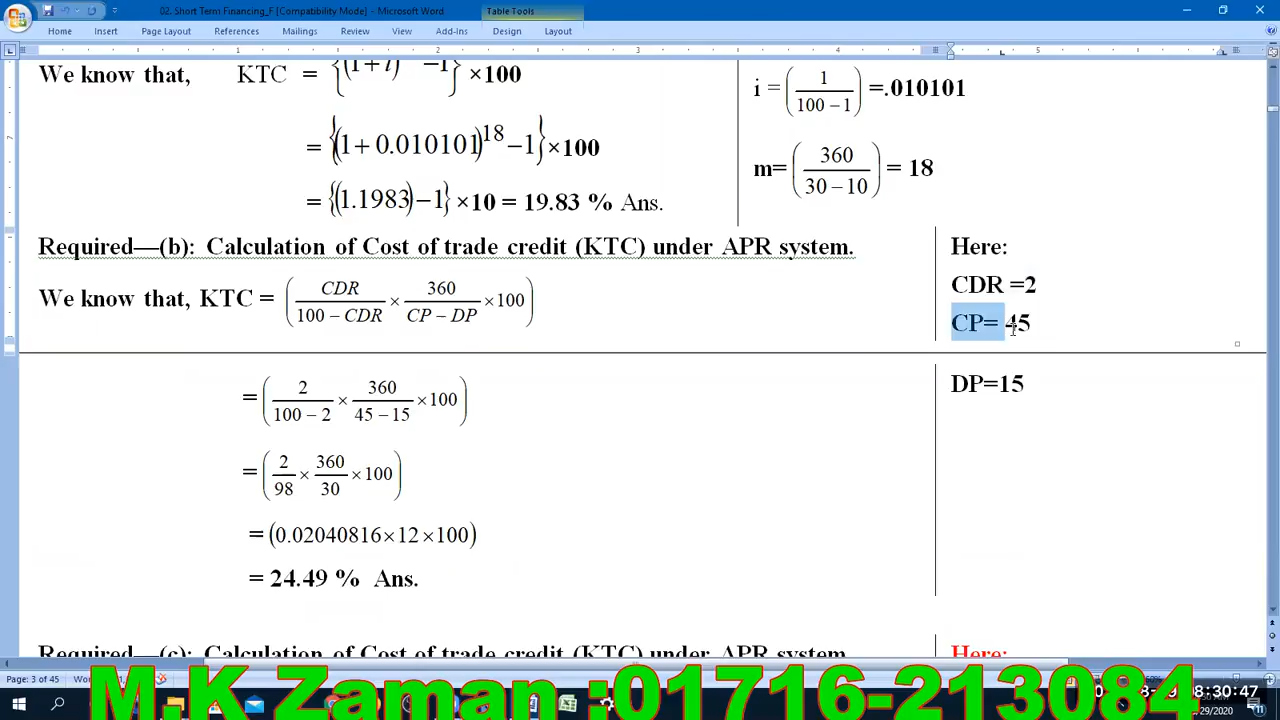 02. Short Term Financing_F [Compatibility Mode] - Microsoft Word
Table Tools
Home Insert Page Layout References Mailings Review View Add-Ins Design Layout
We know that, KTC = {(1+i) −1} ×100
= {(1+0.010101)^18 −1} ×100
= {(1.1983)−1} ×10 = 19.83 % Ans.
i = (1/(100−1)) =.010101
m= (360/(30−10)) = 18
Required—(b): Calculation of Cost of trade credit (KTC) under APR system.
We know that, KTC = (CDR/(100−CDR) × 360/(CP−DP) ×100)
Here:
CDR =2
CP= 45
= (2/(100−2) × 360/(45−15) ×100)
= (2/98 × 360/30 ×100)
= (0.02040816×12×100)
= 24.49 % Ans.
DP=15
Required—(c): Calculation of Cost of trade credit (KTC) under APR system
Here:
Page: 3 of 45
M.K Zaman :01716-213084